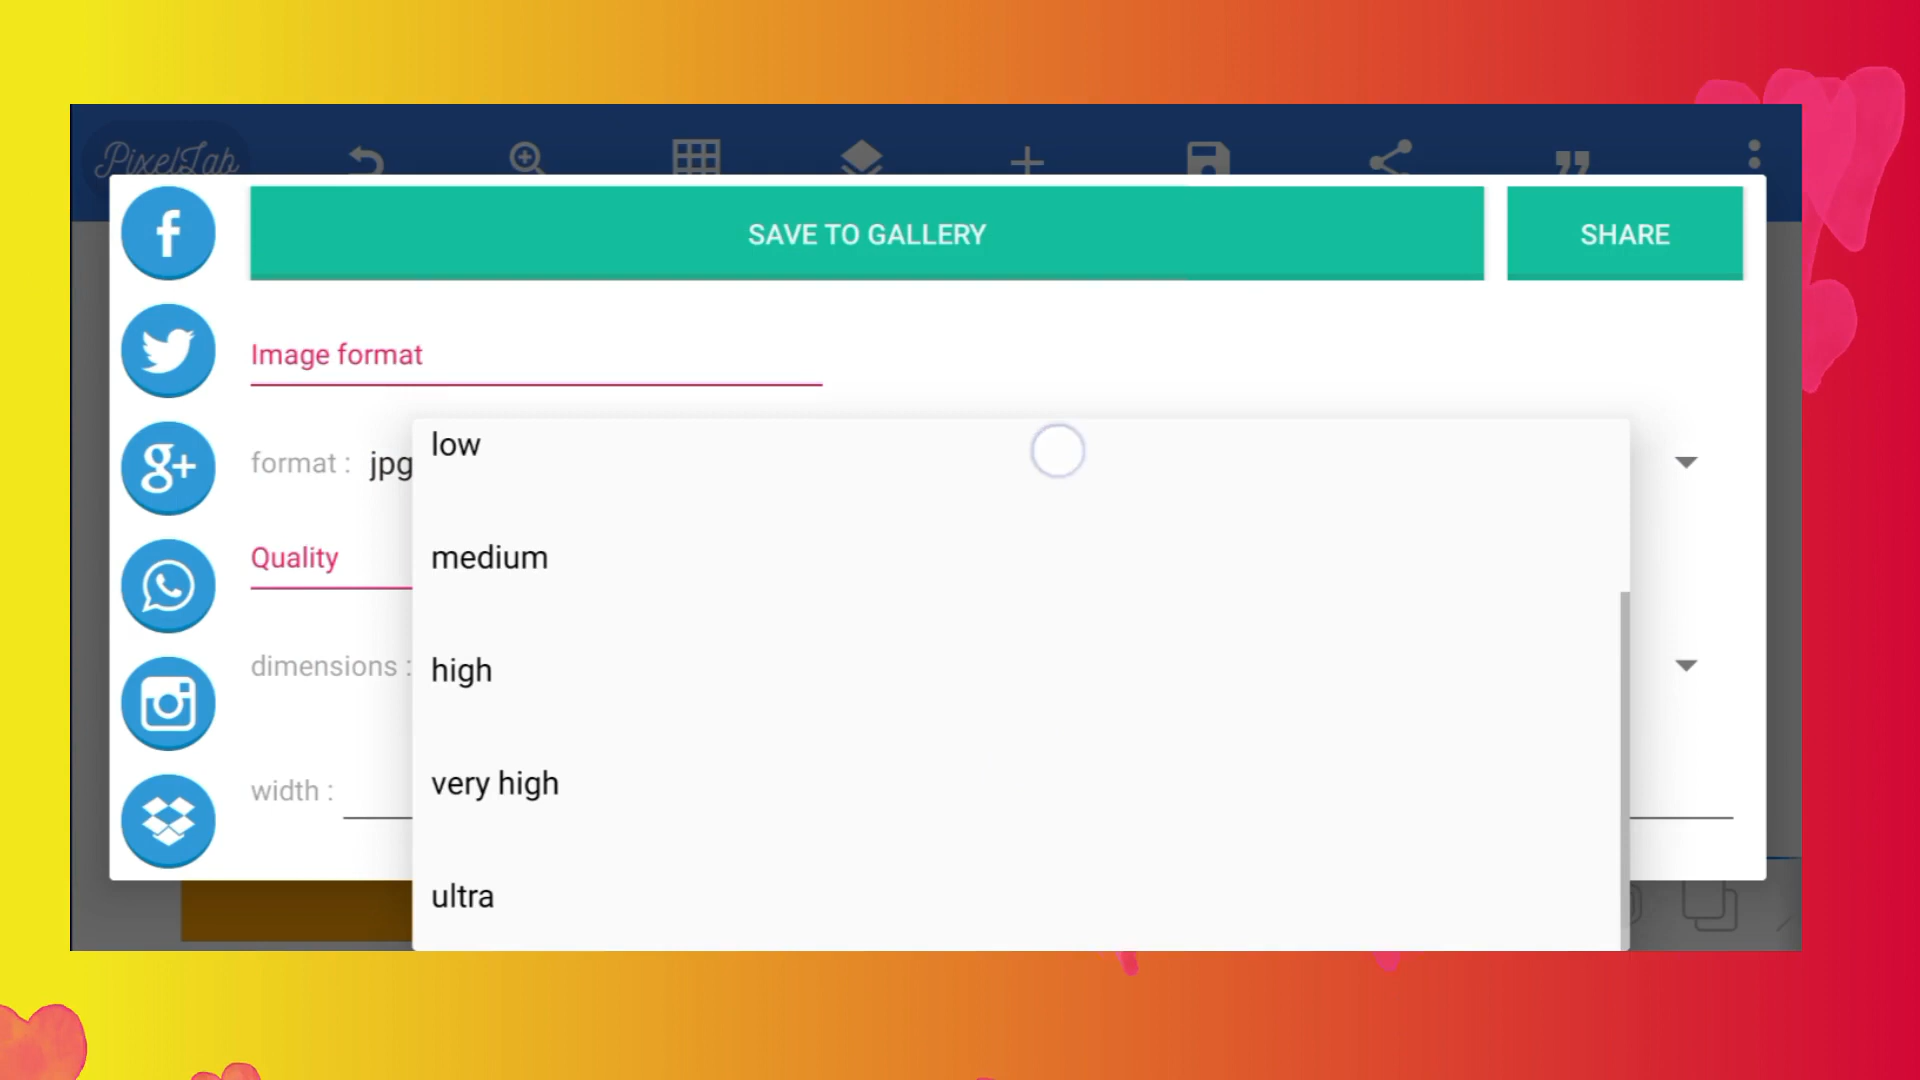 PixelLab
SAVE TO GALLERY
SHARE
Image format
format : jpg
low
medium
Quality
high
dimensions :
very high
width :
ultra